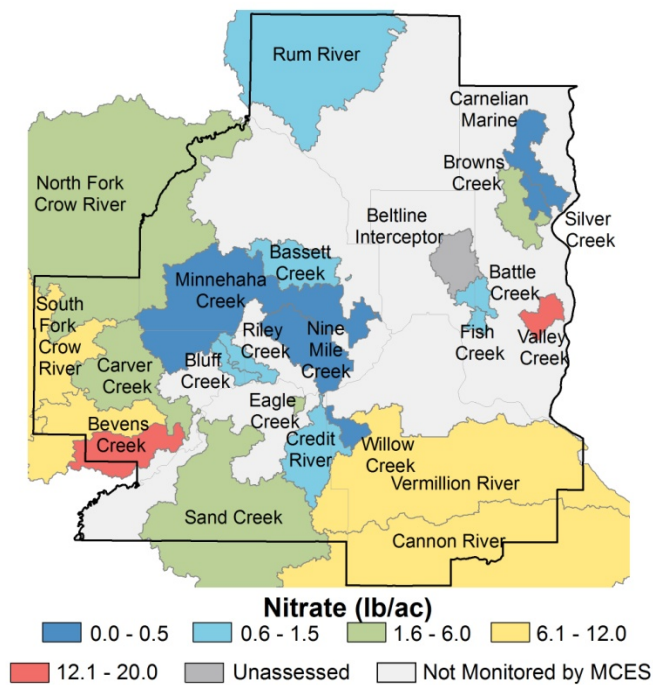 Rum River
Carnelian
Marine
Browns
Creek
North Fork
Crow River
Beltline
Interceptor
Silver
Creek
Bassett
Creek
Battle
Creek
Minnehaha
Creek
South
Fork
Crow
River
Riley
Creek
Nine
Mile
Creek
Fish
Creek
Valley
Creek
Carver
Creek
Bluff
Creek
Eagle
Creek
Bevens
Creek
Credit
River
Willow
Creek
Vermillion River
Sand Creek
Cannon River
Nitrate (lb/ac)
0.0 - 0.5
0.6 - 1.5
1.6 - 6.0
6.1 - 12.0
12.1 - 20.0
Unassessed
Not Monitored by MCES